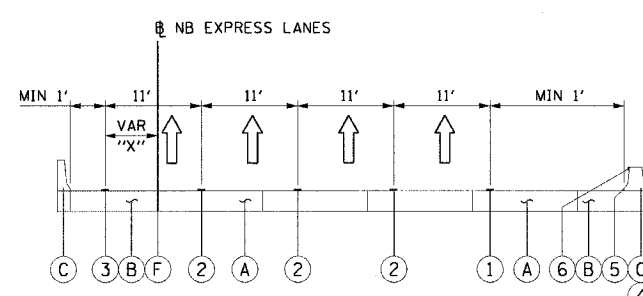 NB EXPRESS LANES
MIN 1' 11' 11' 11' 11' MIN 1'
VAR
"X"
C 3 B F 2 A 2 2 1 A 6 B 5